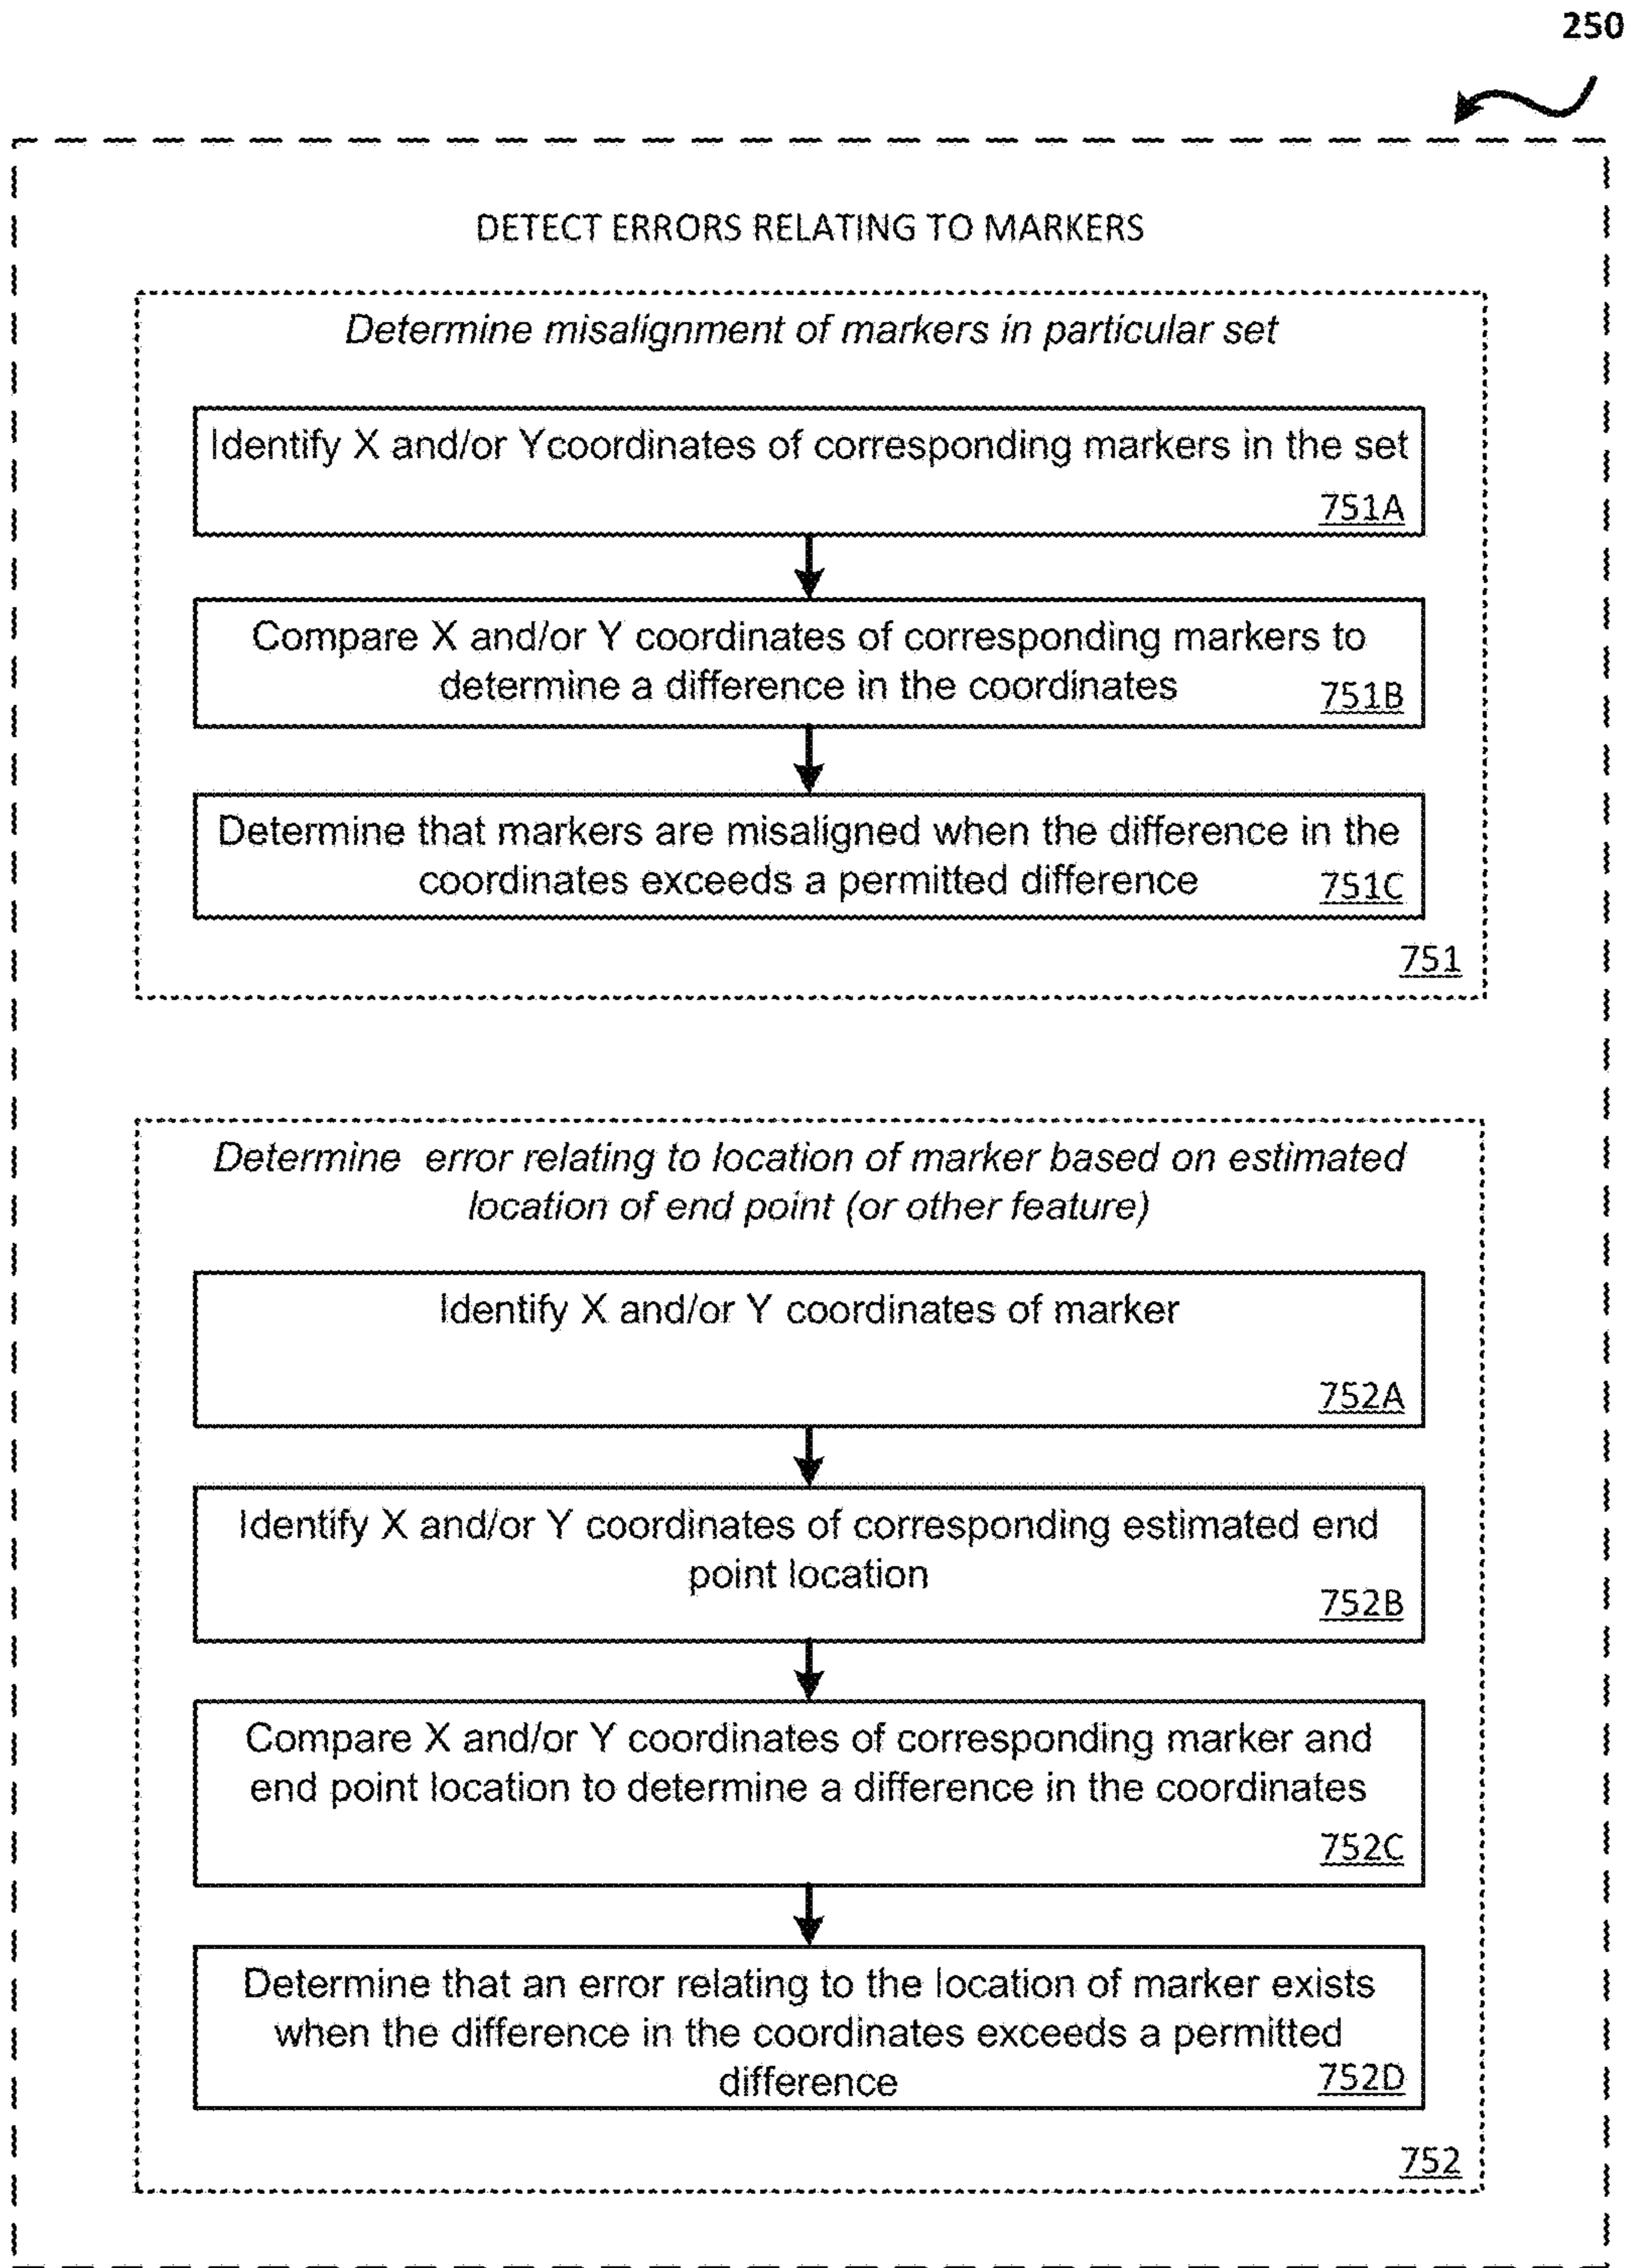 250
DETECT ERRORS RELATING TO MARKERS
Determine misalignment of markers in particular set
Identify X and/or Ycoordinates of corresponding markers in the set
751A
Compare X and/or Y coordinates of corresponding markers to
determine a difference in the coordinates
751B
Determine that markers are misaligned when the difference in the
coordinates exceeds a permitted difference
751C
751
Determine error relating to location of marker based on estimated
location of end point (or other feature)
Identify X and/or Y coordinates of marker
752A
Identify X and/or Y coordinates of corresponding estimated end
point location
752B
Compare X and/or Y coordinates of corresponding marker and
end point location to determine a difference in the coordinates
752C
Determine that an error relating to the location of marker exists
when the difference in the coordinates exceeds a permitted
difference
752D
752